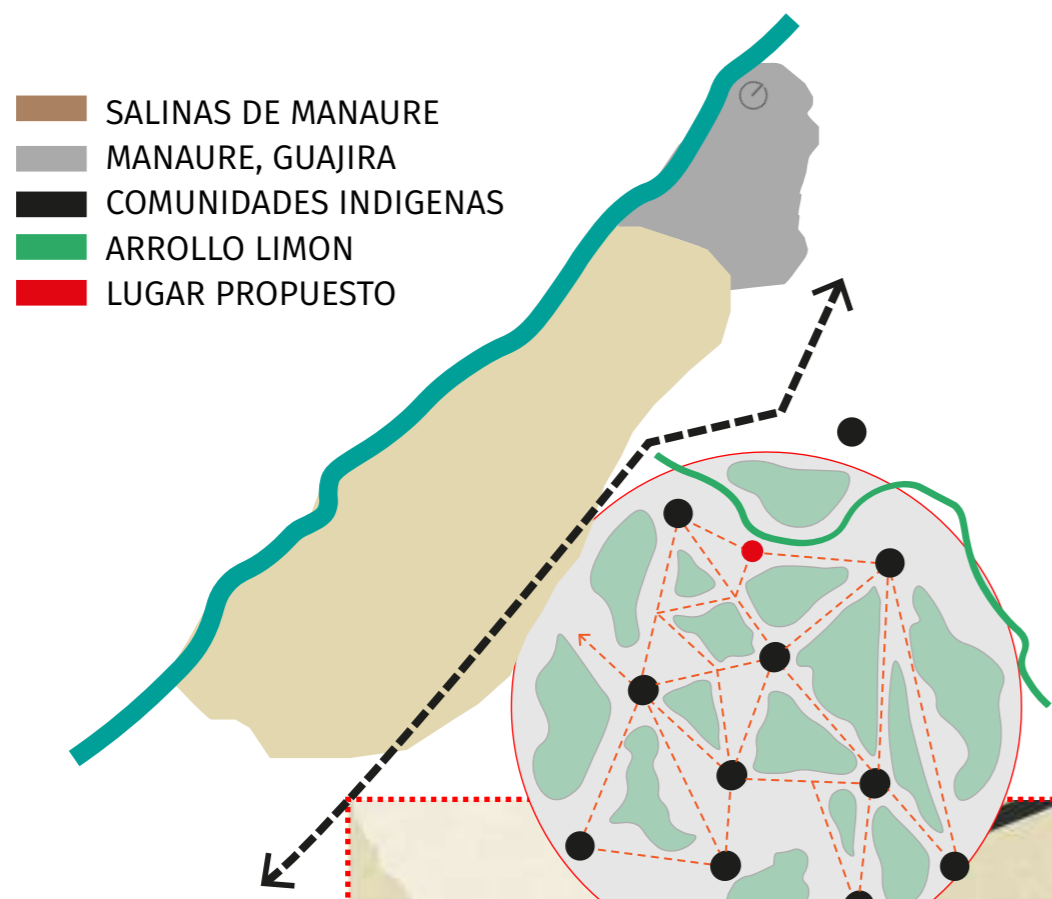 SALINAS DE MANAURE
MANAURE, GUAJIRA
COMUNIDADES INDIGENAS
ARROLLO LIMON
LUGAR PROPUESTO